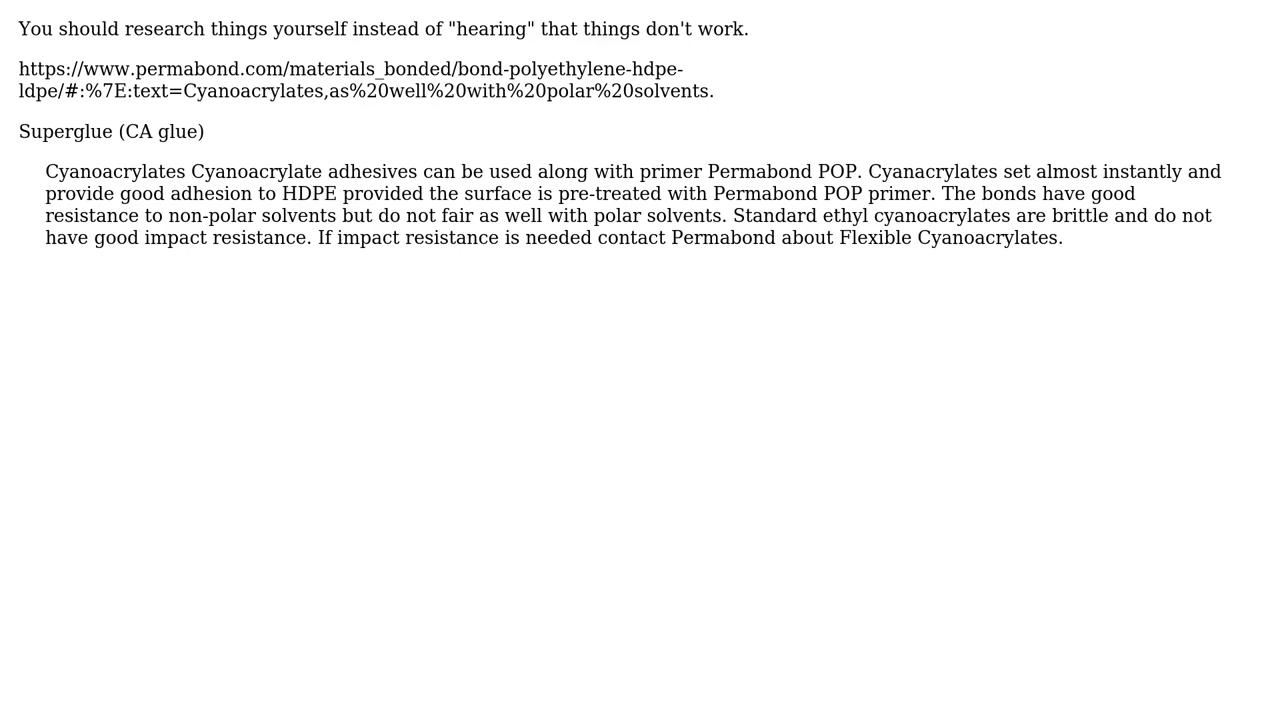 You should research things yourself instead of "hearing" that things don't work.
https://www.permabond.com/materials_bonded/bond-polyethylene-hdpe-
ldpe/#:%7E:text=Cyanoacrylates,as%20well%20with%20polar%20solvents.
Superglue (CA glue)
Cyanoacrylates Cyanoacrylate adhesives can be used along with primer Permabond POP. Cyanacrylates set almost instantly and
provide good adhesion to HDPE provided the surface is pre-treated with Permabond POP primer. The bonds have good
resistance to non-polar solvents but do not fair as well with polar solvents. Standard ethyl cyanoacrylates are brittle and do not
have good impact resistance. If impact resistance is needed contact Permabond about Flexible Cyanoacrylates.